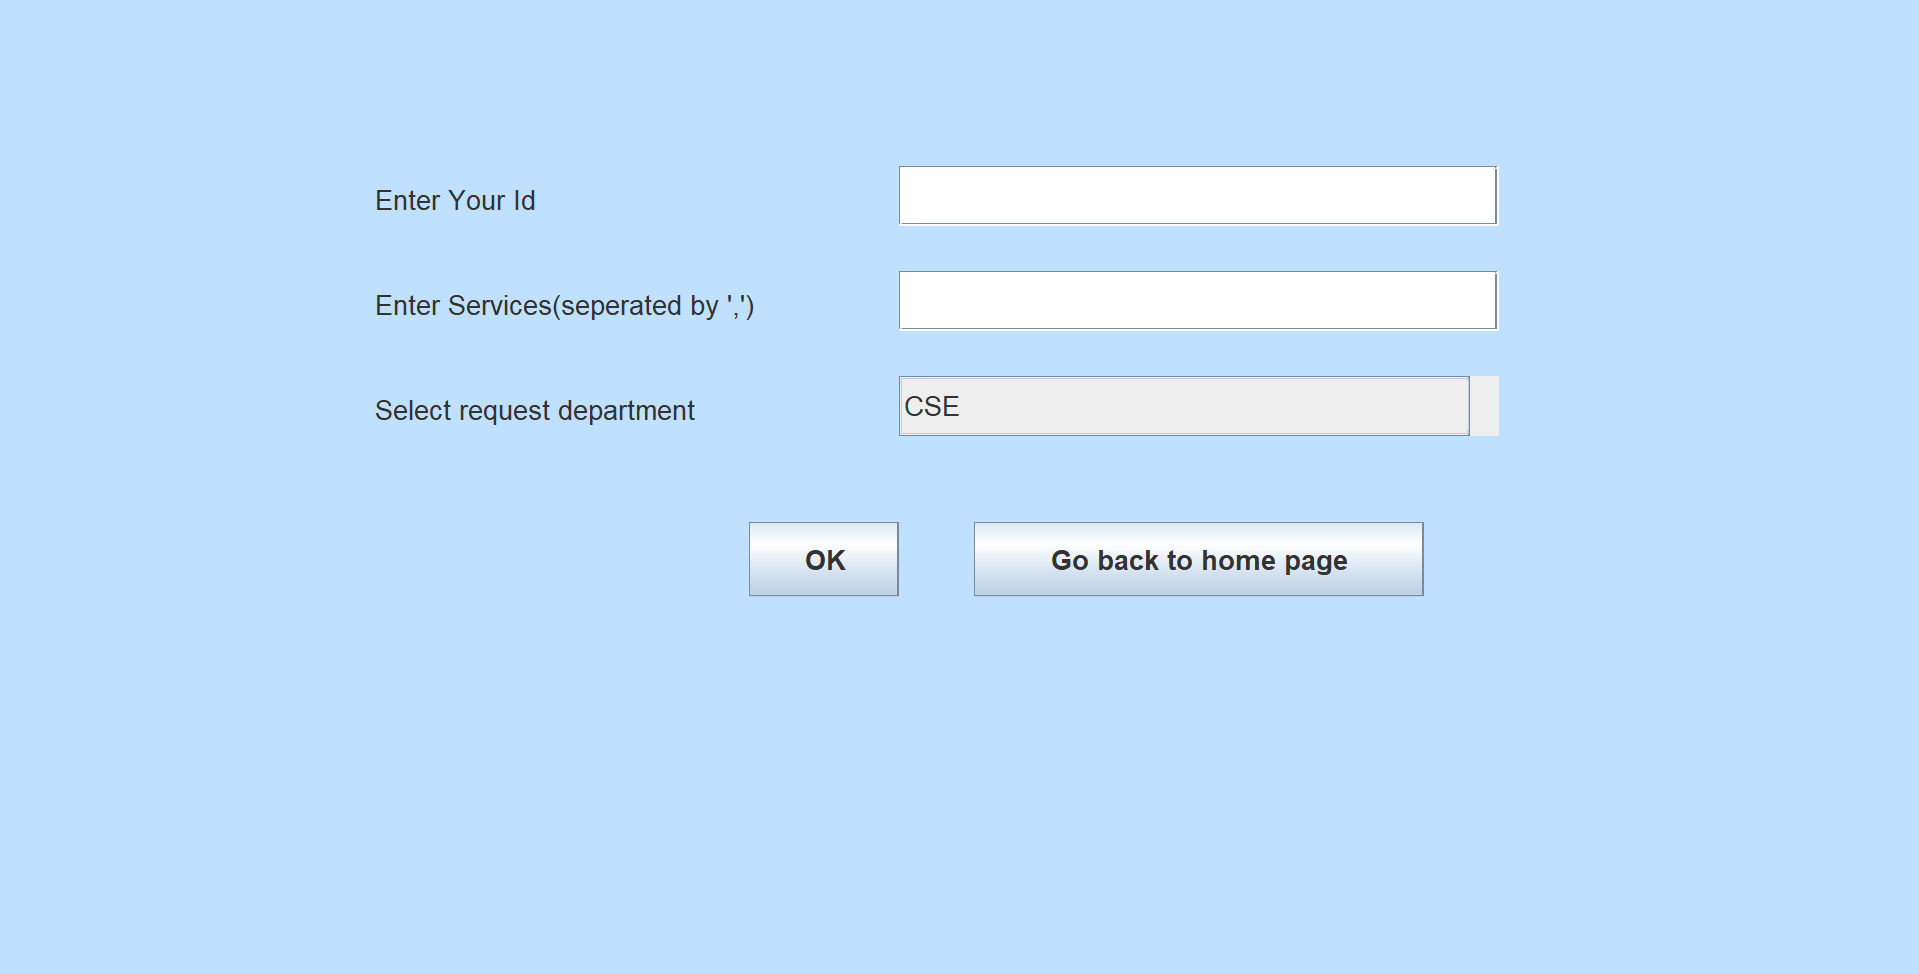 Enter Your Id
Enter Services(seperated by ',')
Select request department
CSE
OK
Go back to home page